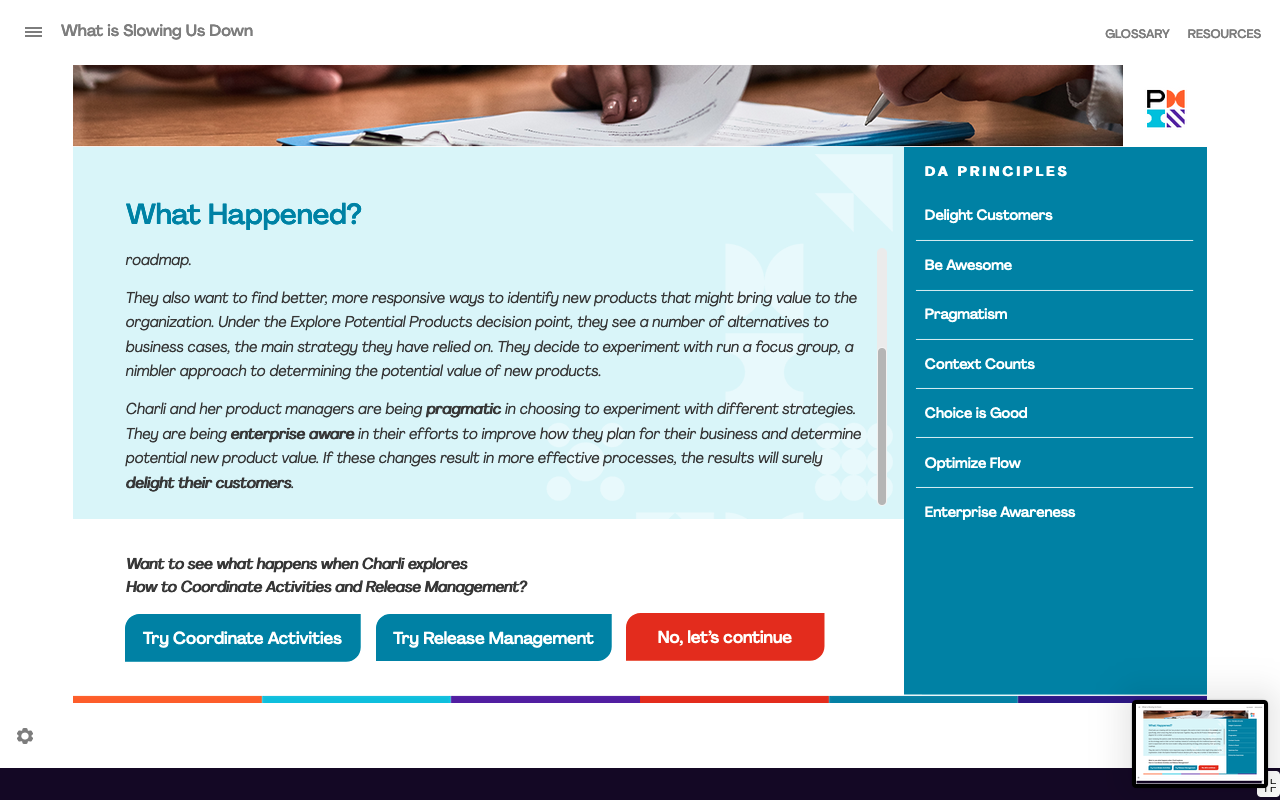 What is Slowing Us Down
GLOSSARY
RESOURCES
PM
What Happened?
roadmap.
They also want to find better, more responsive ways to identify new products that might bring value to the
organization. Under the Explore Potential Products decision point, they see a number of alternatives to
business cases, the main strategy they have relied on. They decide to experiment with run a focus group, a
nimbler approach to determining the potential value of new products.
Charli and her product managers are being pragmatic in choosing to experiment with different strategies.
They are being enterprise aware in their efforts to improve how they plan for their business and determine
potential new product value. If these changes result in more effective processes, the results will surely
delight their customers.
Want to see what happens when Charli explores
How to Coordinate Activities and Release Management?
Try Coordinate Activities
Try Release Management
No, let's continue
DA PRINCIPLES
Delight Customers
Be Awesome
Pragmatism
Context Counts
Choice is Good
Optimize Flow
Enterprise Awareness